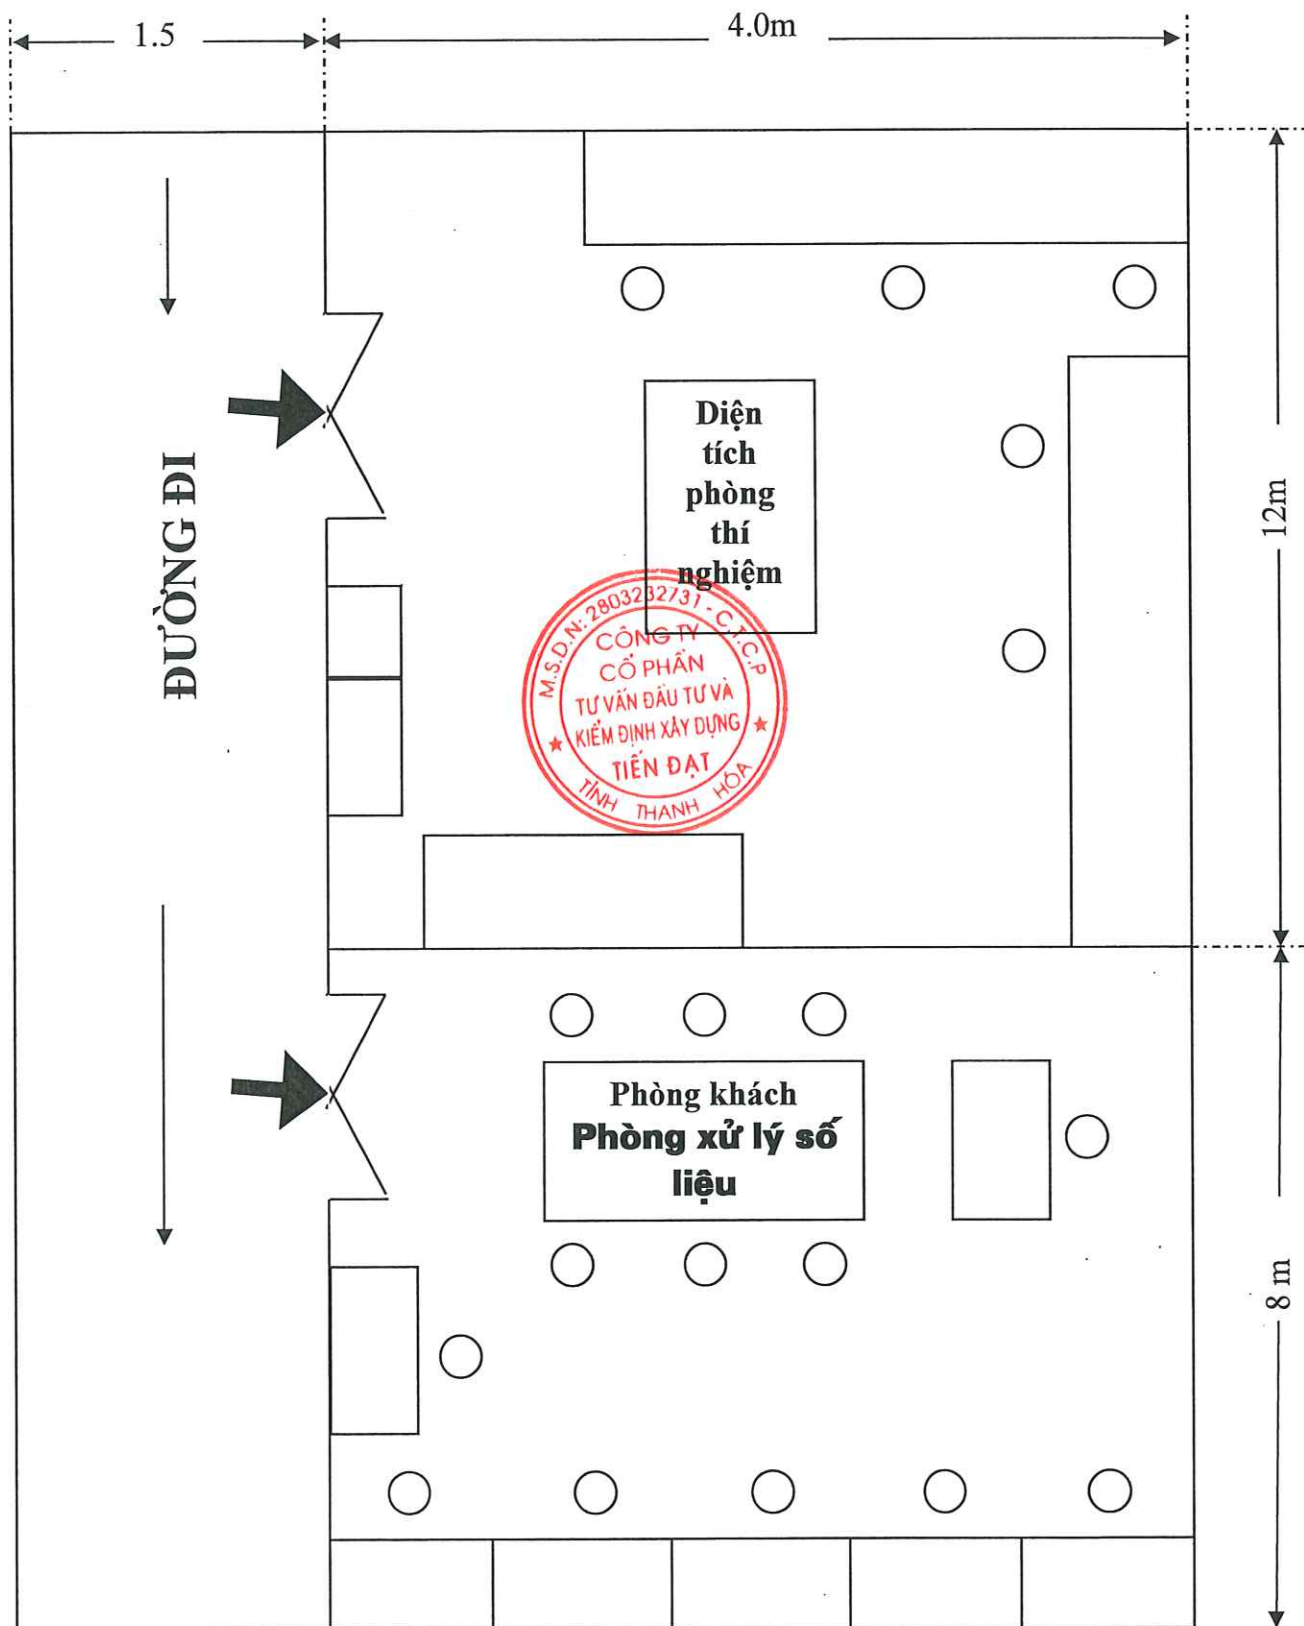 1.5
4.0m
Diện
tích
phòng
thí
nghiệm
ĐƯỜNG ĐI
12m
M.S.D.N: 2803232731 - C.T.C.P
CÔNG TY
CỔ PHẦN
TƯ VẤN ĐẦU TƯ VÀ
KIỂM ĐỊNH XÂY DỰNG
TIẾN ĐẠT
TỈNH THANH HÓA
Phòng khách
Phòng xử lý số
liệu
8 m